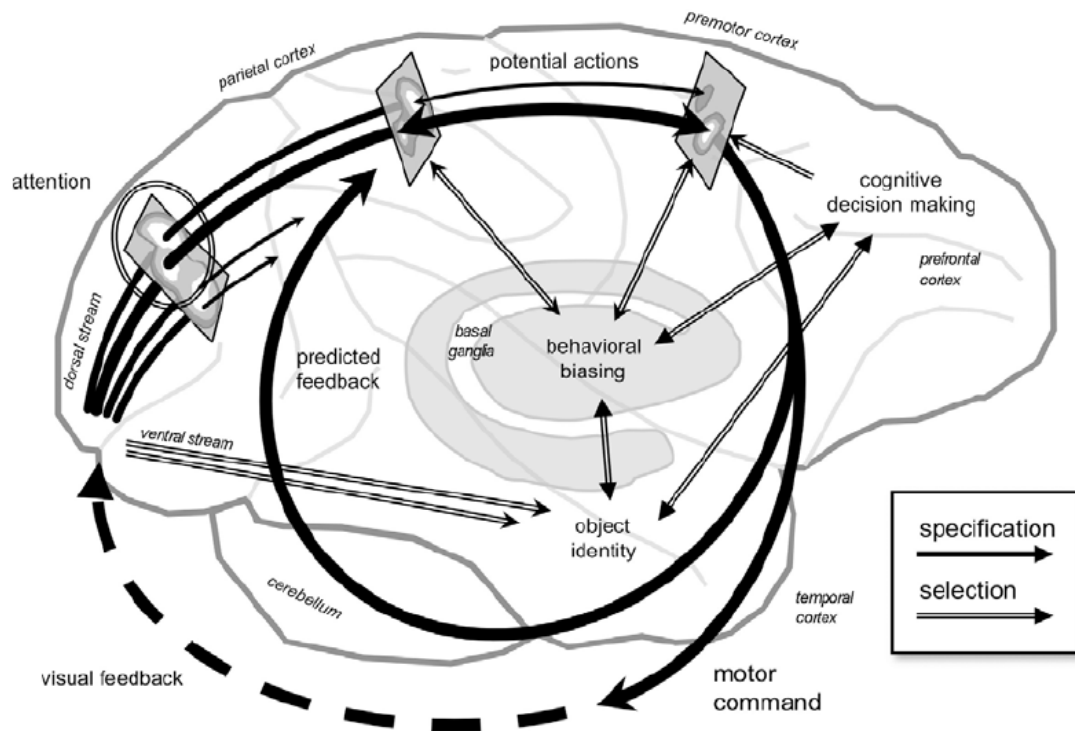 premotor cortex
parietal cortex
potential actions
attention
cognitive
decision making
prefrontal
cortex
dorsal stream
basal
ganglia
behavioral
biasing
predicted
feedback
ventral stream
object
identity
specification
selection
cerebellum
temporal
cortex
visual feedback
motor
command